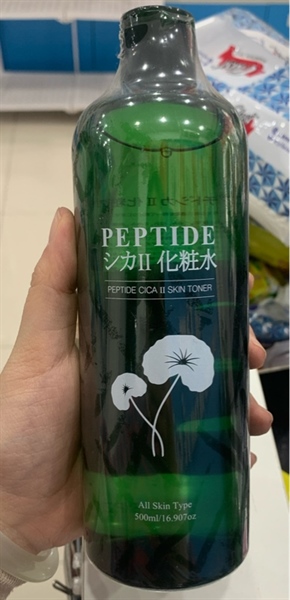 PEPTIDE
シカII 化粧水
PEPTIDE CICA II SKIN TONER
All Skin Type
500ml/16.907oz